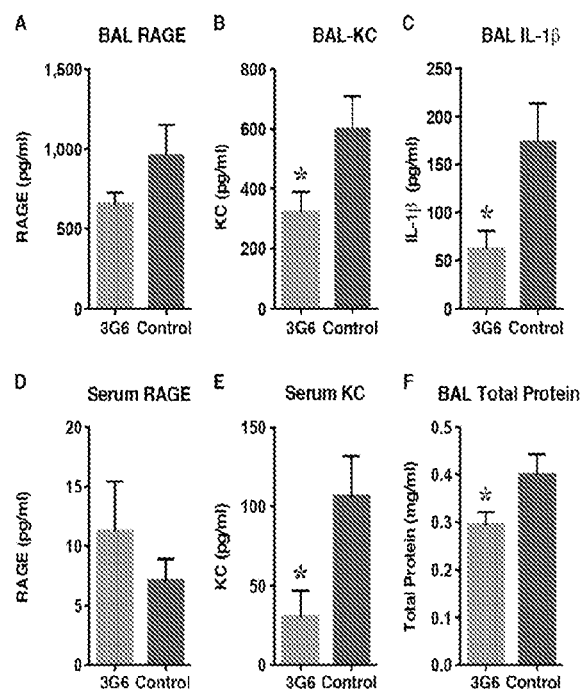 A BAL RAGE
RAGE (pg/ml)
1,500
1,000
500
0
3G6 Control
B BAL-KC
KC (pg/ml)
800
600
400
200
0
*
3G6 Control
C BAL IL-1β
IL-1β (pg/ml)
250
200
150
100
50
0
*
3G6 Control
D Serum RAGE
RAGE (pg/ml)
20
15
10
5
0
3G6 Control
E Serum KC
KC (pg/ml)
150
100
50
0
*
3G6 Control
F BAL Total Protein
Total Protein (mg/ml)
0.5
0.4
0.3
0.2
0.1
0.0
*
3G6 Control